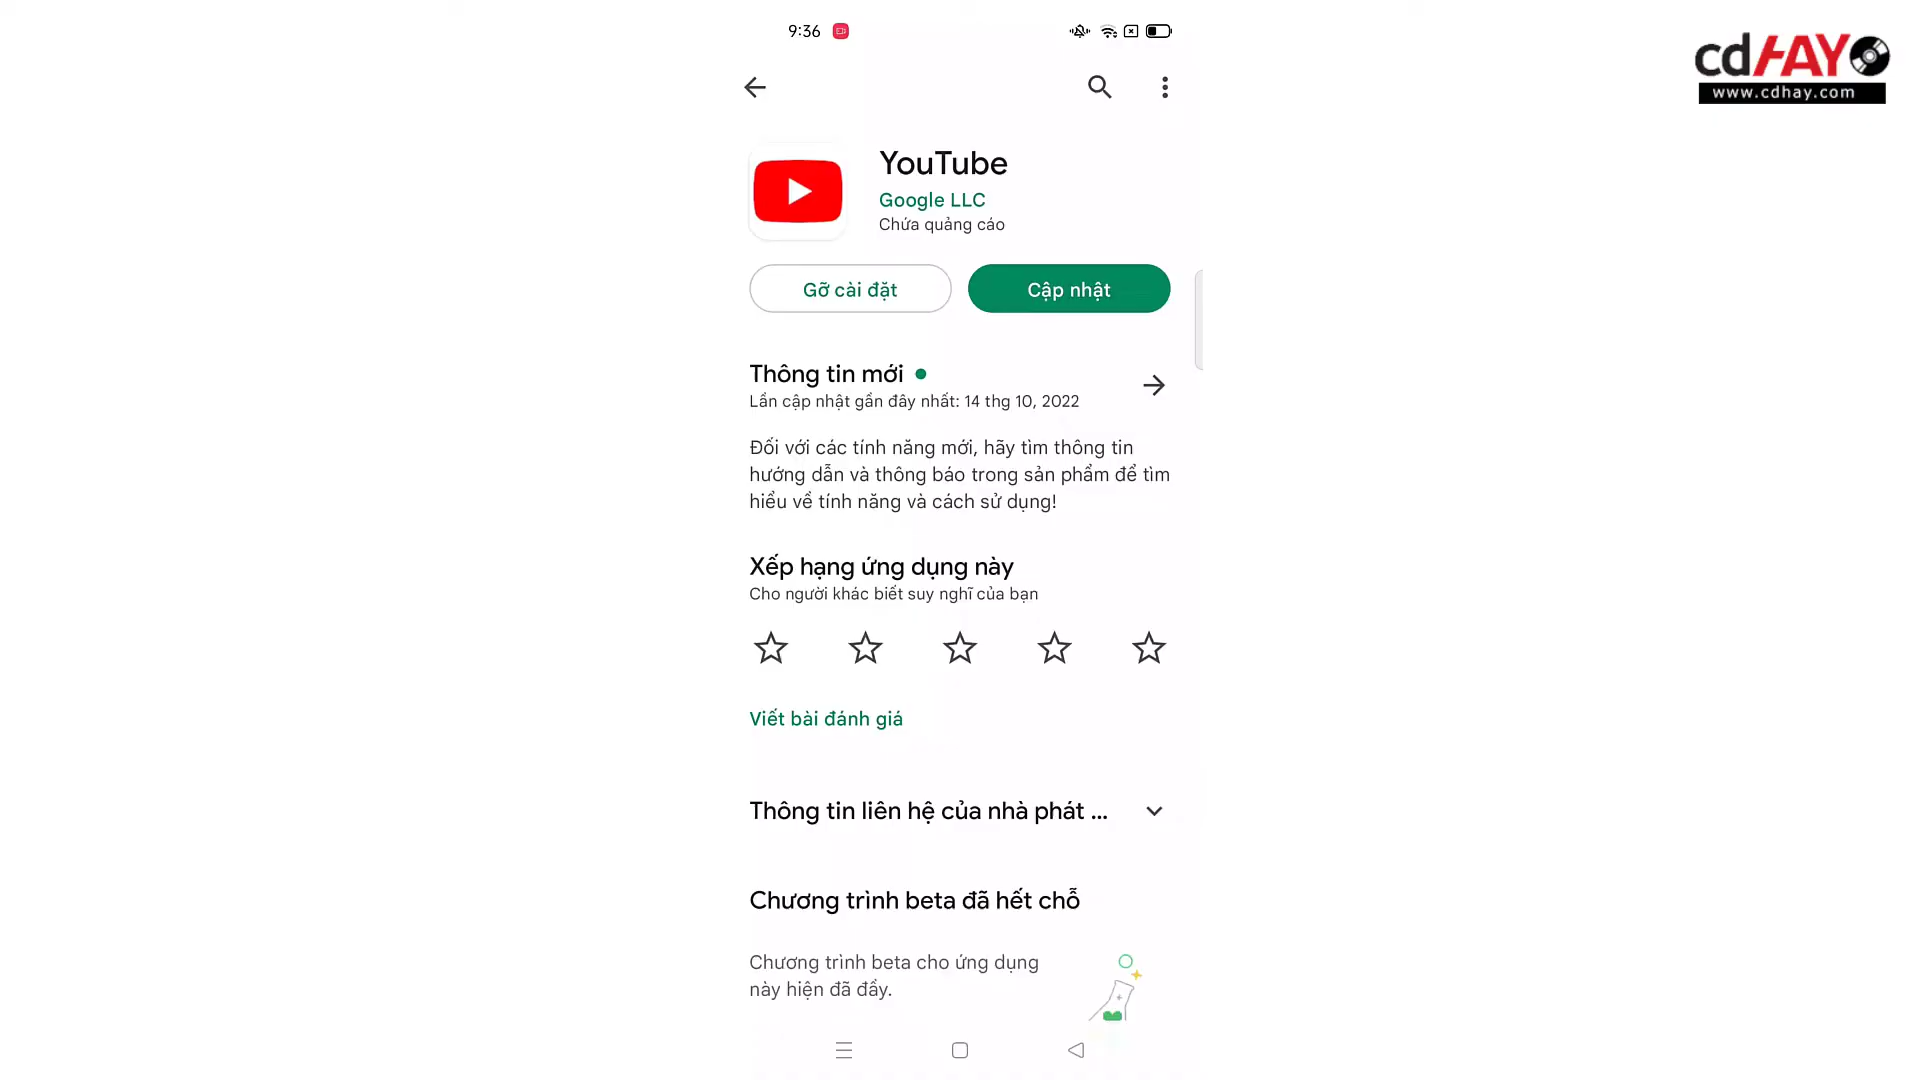 9:36
cdHAY
www.cdhay.com
YouTube
Google LLC
Chứa quảng cáo
Gỡ cài đặt
Cập nhật
Thông tin mới
Lần cập nhật gần đây nhất: 14 thg 10, 2022
Đối với các tính năng mới, hãy tìm thông tin
hướng dẫn và thông báo trong sản phẩm để tìm
hiểu về tính năng và cách sử dụng!
Xếp hạng ứng dụng này
Cho người khác biết suy nghĩ của bạn
Viết bài đánh giá
Thông tin liên hệ của nhà phát ...
Chương trình beta đã hết chỗ
Chương trình beta cho ứng dụng
này hiện đã đầy.